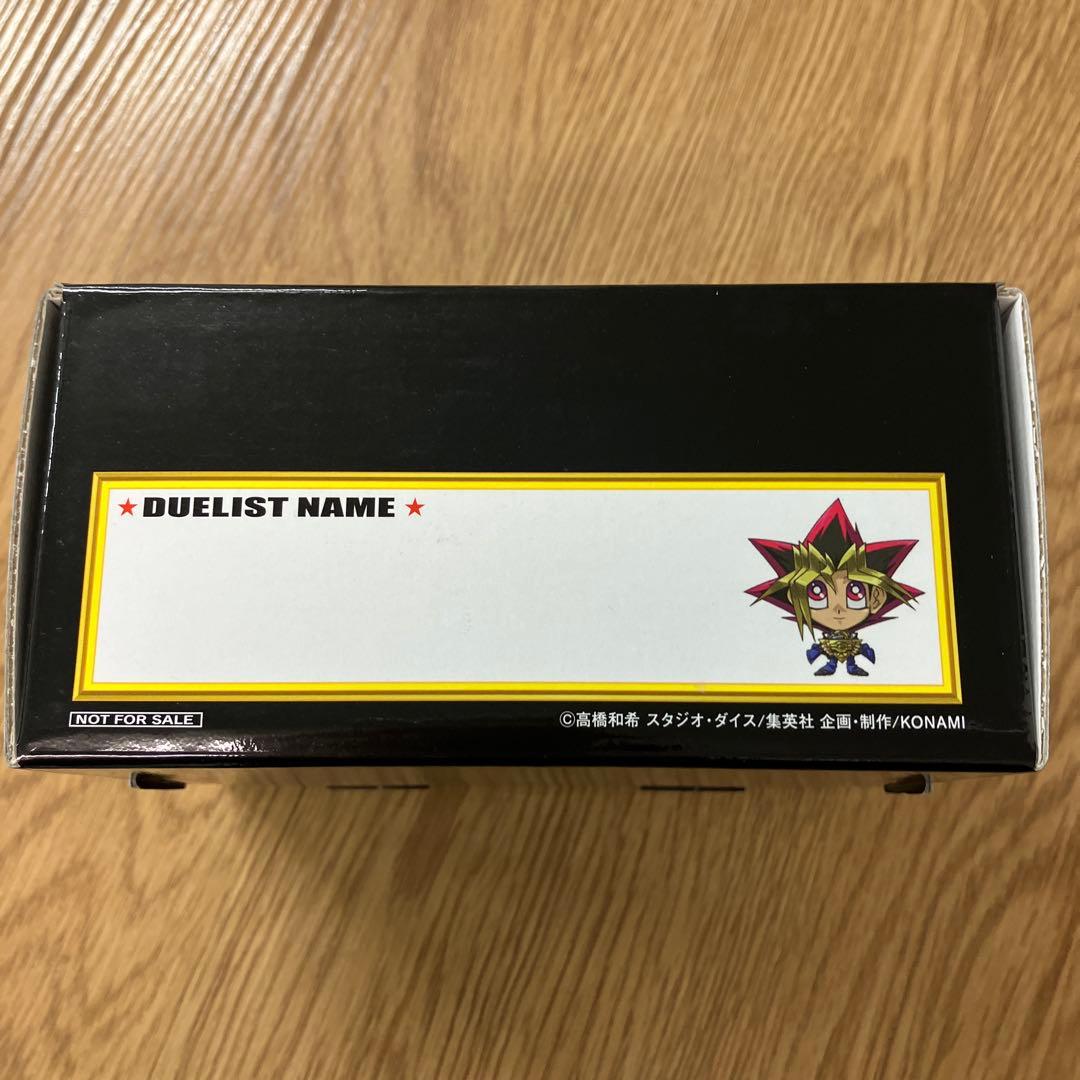 ★DUELIST NAME★
NOT FOR SALE
©高橋和希 スタジオ・ダイス/集英社 企画・制作/KONAMI